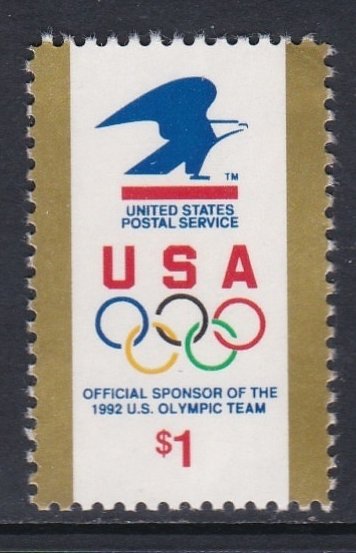 TM
UNITED STATES
POSTAL SERVICE
USA
OFFICIAL SPONSOR OF THE
1992 U.S. OLYMPIC TEAM
$1